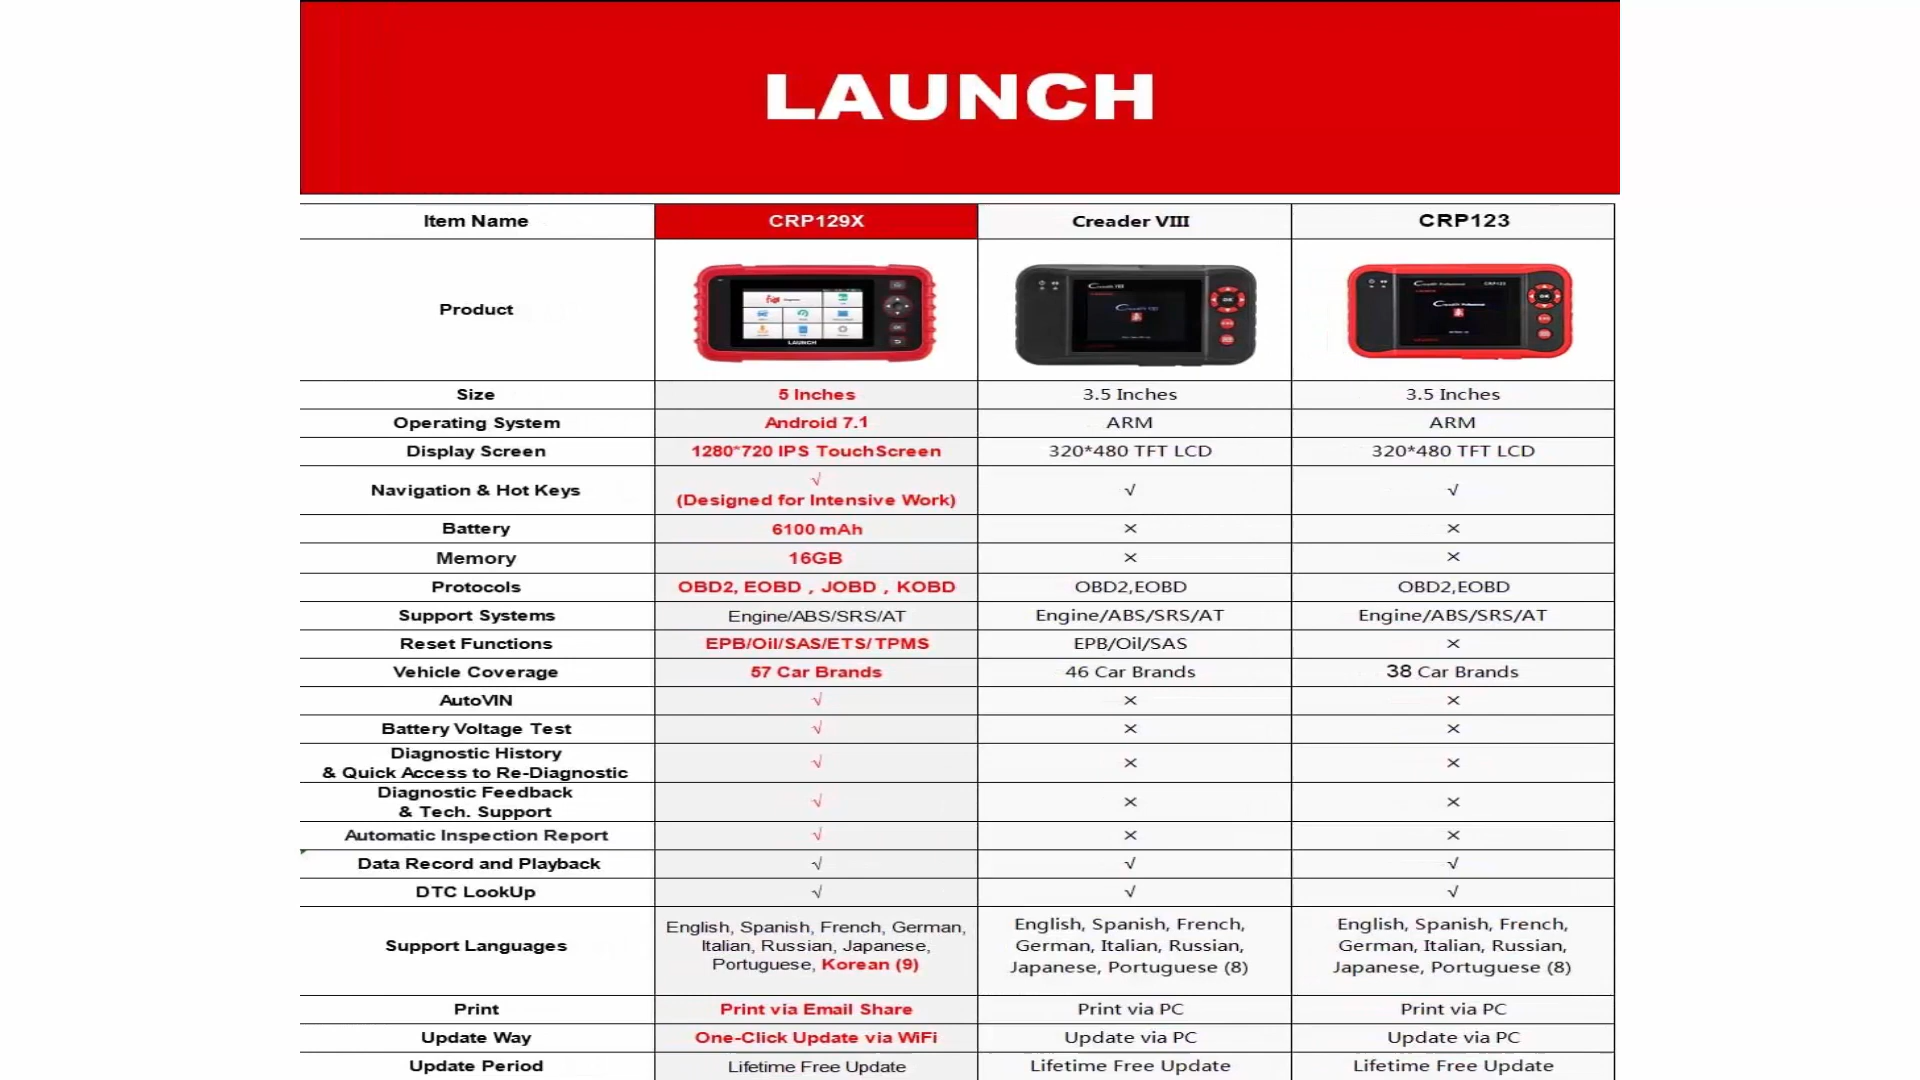 LAUNCH
Item Name CRP129X Creader VIII CRP123
Product
LAUNCH
CRP123
Size 5 Inches 3.5 Inches 3.5 Inches
Operating System Android 7.1 ARM ARM
Display Screen 1280*720 IPS TouchScreen 320*480 TFT LCD 320*480 TFT LCD
Navigation & Hot Keys √ √ √
(Designed for Intensive Work)
Battery 6100 mAh × ×
Memory 16GB × ×
Protocols OBD2, EOBD , JOBD , KOBD OBD2,EOBD OBD2,EOBD
Support Systems Engine/ABS/SRS/AT Engine/ABS/SRS/AT Engine/ABS/SRS/AT
Reset Functions EPB/Oil/SAS/ETS/TPMS EPB/Oil/SAS ×
Vehicle Coverage 57 Car Brands 46 Car Brands 38 Car Brands
AutoVIN √ × ×
Battery Voltage Test √ × ×
Diagnostic History
& Quick Access to Re-Diagnostic √ × ×
Diagnostic Feedback
& Tech. Support √ × ×
Automatic Inspection Report √ × ×
Data Record and Playback √ √ √
DTC LookUp √ √ √
Support Languages
English, Spanish, French, German,
Italian, Russian, Japanese,
Portuguese, Korean (9)
English, Spanish, French,
German, Italian, Russian,
Japanese, Portuguese (8)
English, Spanish, French,
German, Italian, Russian,
Japanese, Portuguese (8)
Print Print via Email Share Print via PC Print via PC
Update Way One-Click Update via WiFi Update via PC Update via PC
Update Period Lifetime Free Update Lifetime Free Update Lifetime Free Update